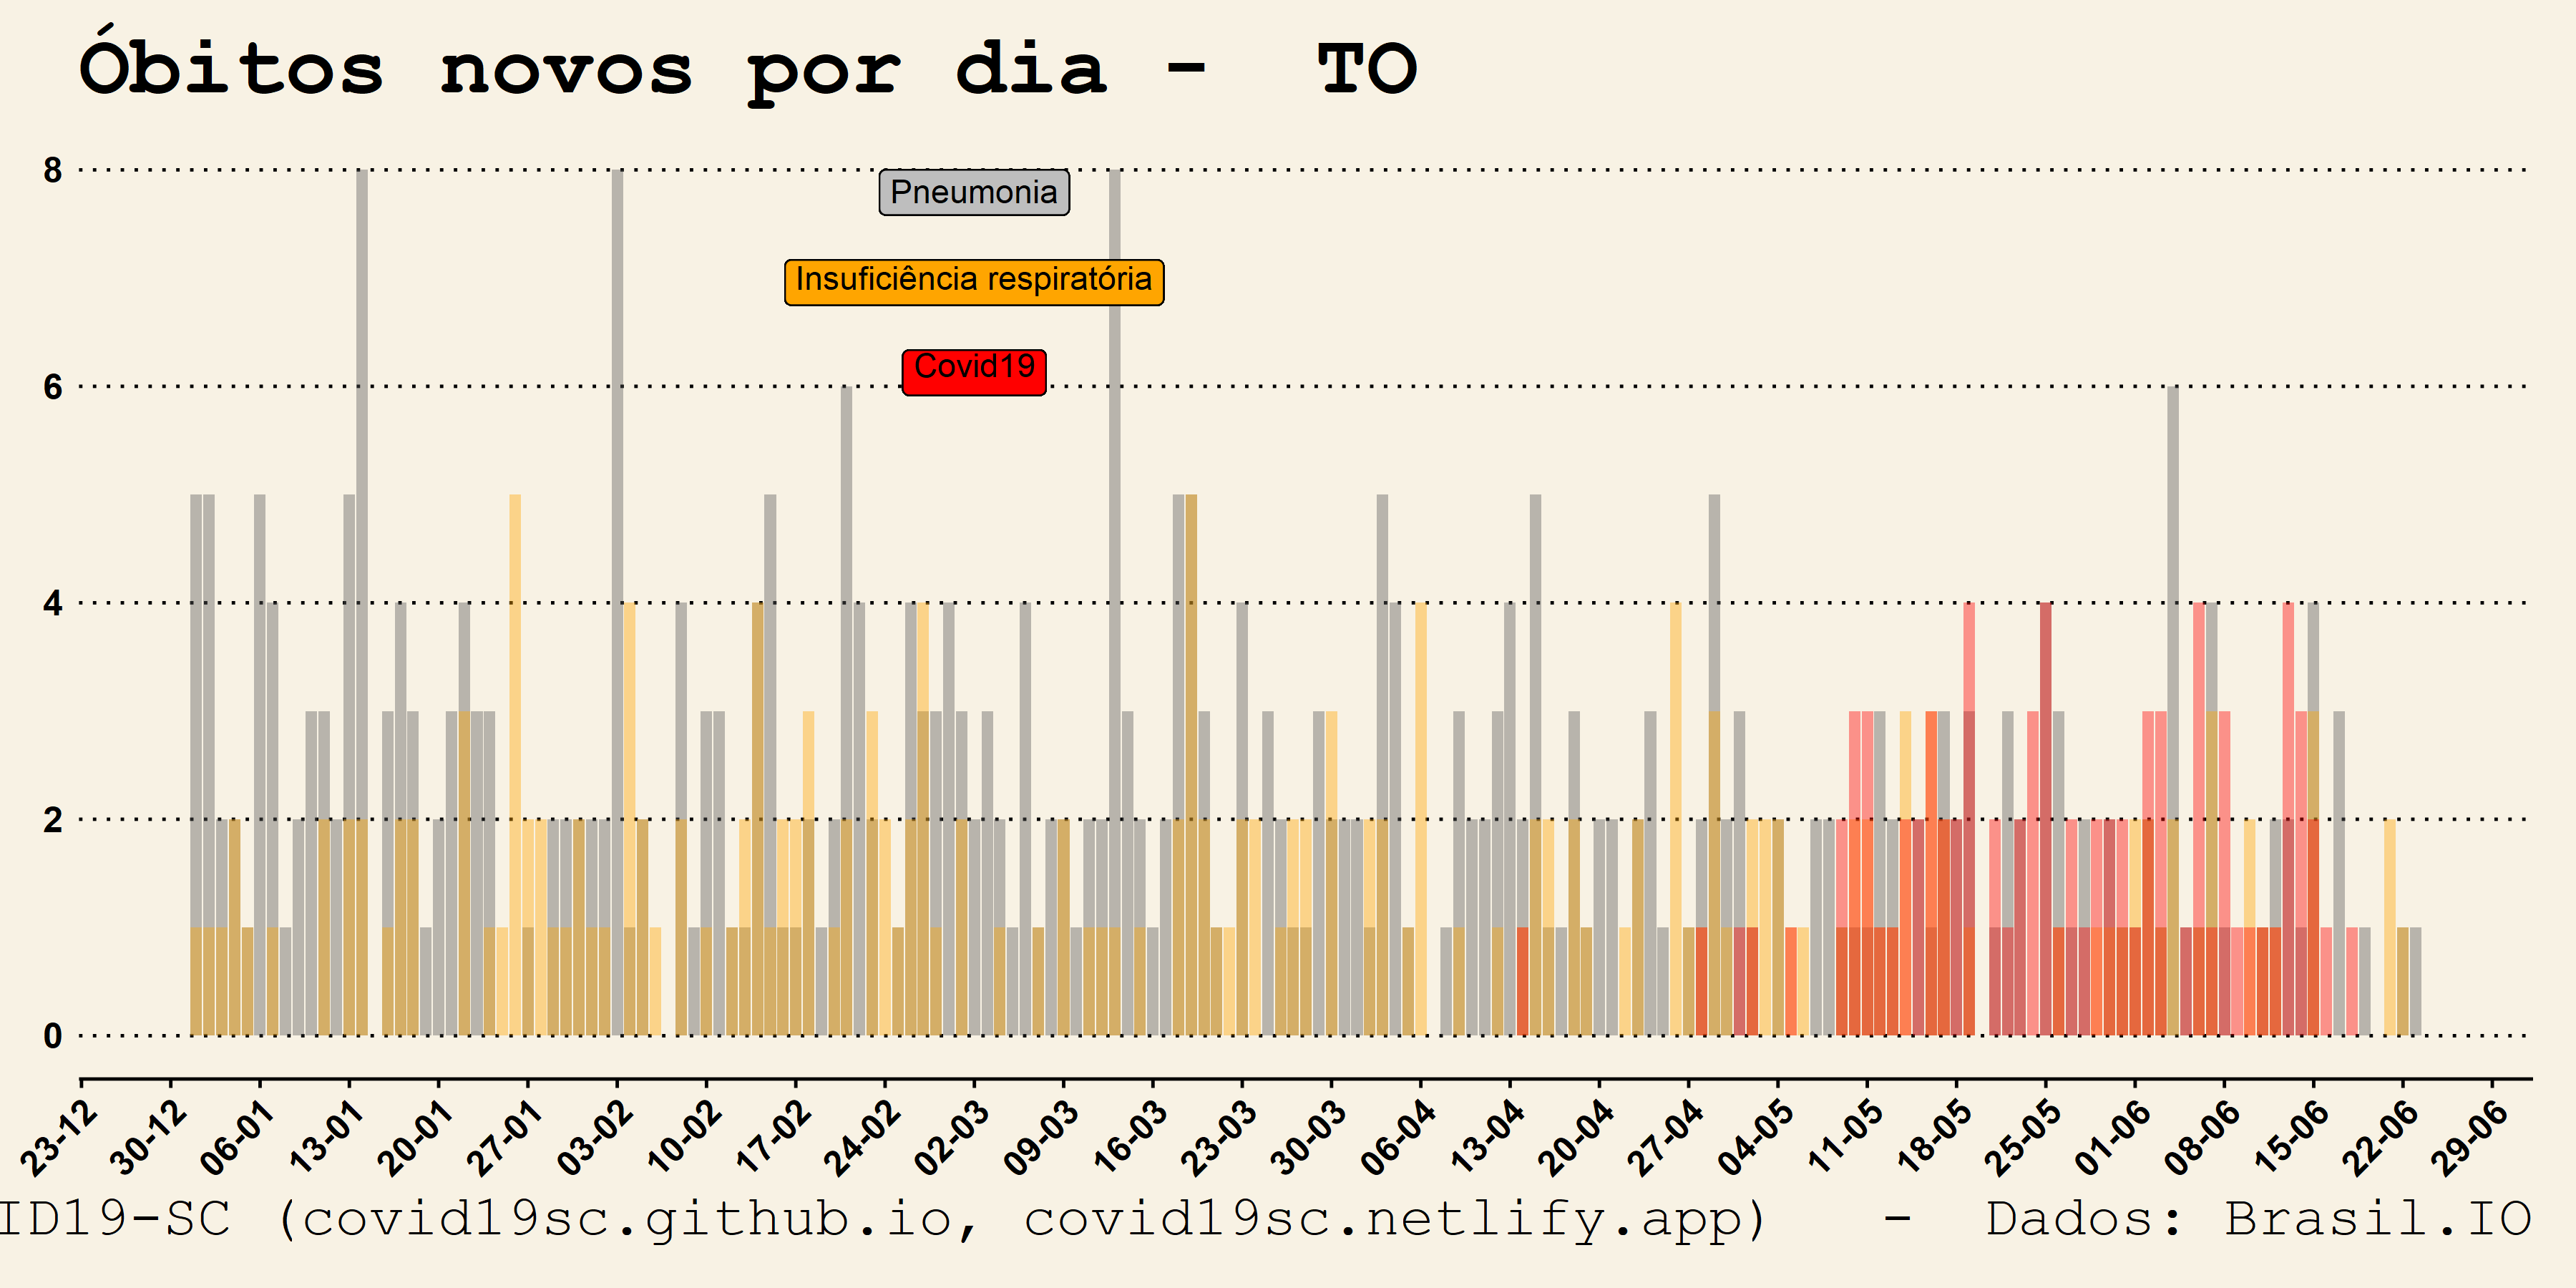 Óbitos novos por dia -  TO
8
Pneumonia
Insuficiência respiratória
Covid19
6
4
2
0
23-12 30-12 06-01 13-01 20-01 27-01 03-02 10-02 17-02 24-02 02-03 09-03 16-03 23-03 30-03 06-04 13-04 20-04 27-04 04-05 11-05 18-05 25-05 01-06 08-06 15-06 22-06 29-06
ID19-SC (covid19sc.github.io, covid19sc.netlify.app)  -  Dados: Brasil.IO